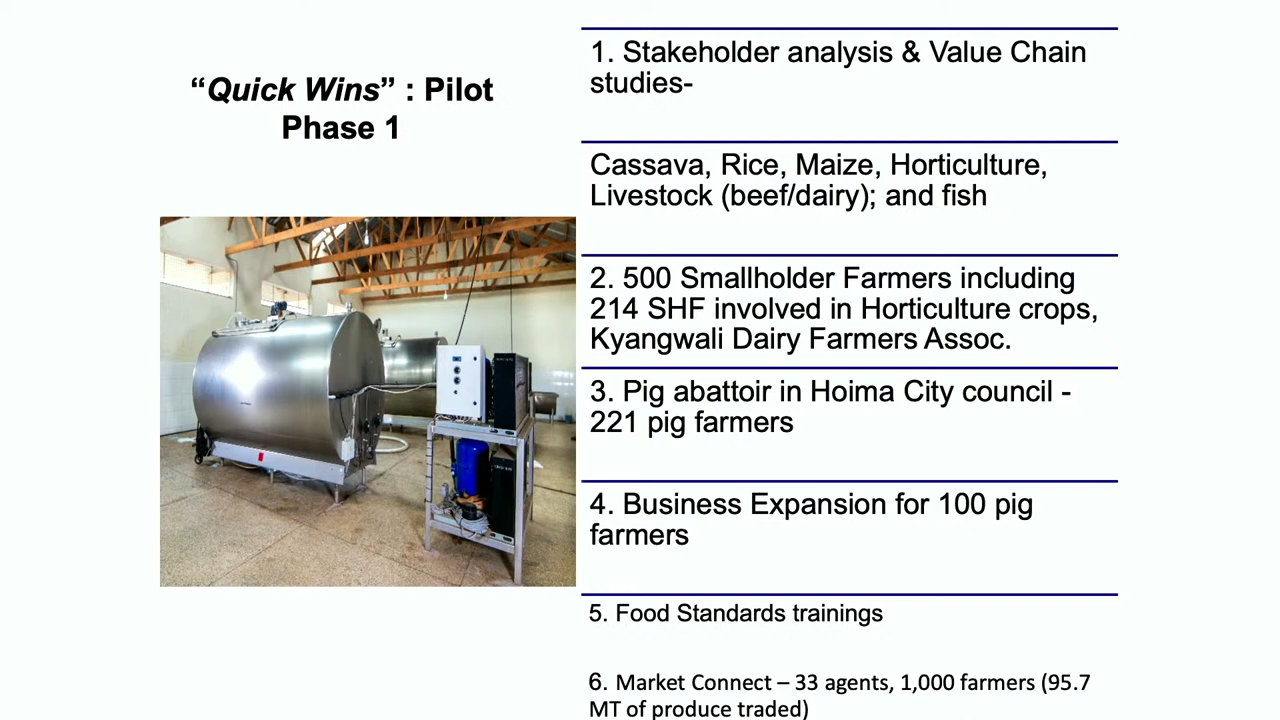 “Quick Wins” : Pilot
Phase 1
1. Stakeholder analysis & Value Chain
studies-
Cassava, Rice, Maize, Horticulture,
Livestock (beef/dairy); and fish
2. 500 Smallholder Farmers including
214 SHF involved in Horticulture crops,
Kyangwali Dairy Farmers Assoc.
3. Pig abattoir in Hoima City council -
221 pig farmers
4. Business Expansion for 100 pig
farmers
5. Food Standards trainings
6. Market Connect – 33 agents, 1,000 farmers (95.7
MT of produce traded)